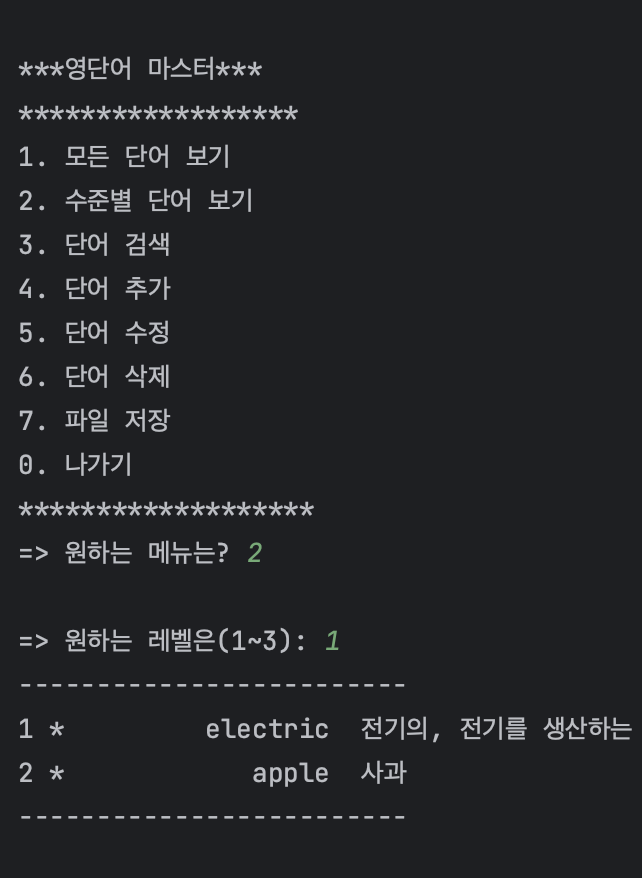 ***영단어 마스터***
******************
1. 모든 단어 보기
2. 수준별 단어 보기
3. 단어 검색
4. 단어 추가
5. 단어 수정
6. 단어 삭제
7. 파일 저장
0. 나가기
*******************
=> 원하는 메뉴는? 2
=> 원하는 레벨은(1~3): 1
-------------------------
1 *         electric  전기의, 전기를 생산하는
2 *            apple  사과
-------------------------